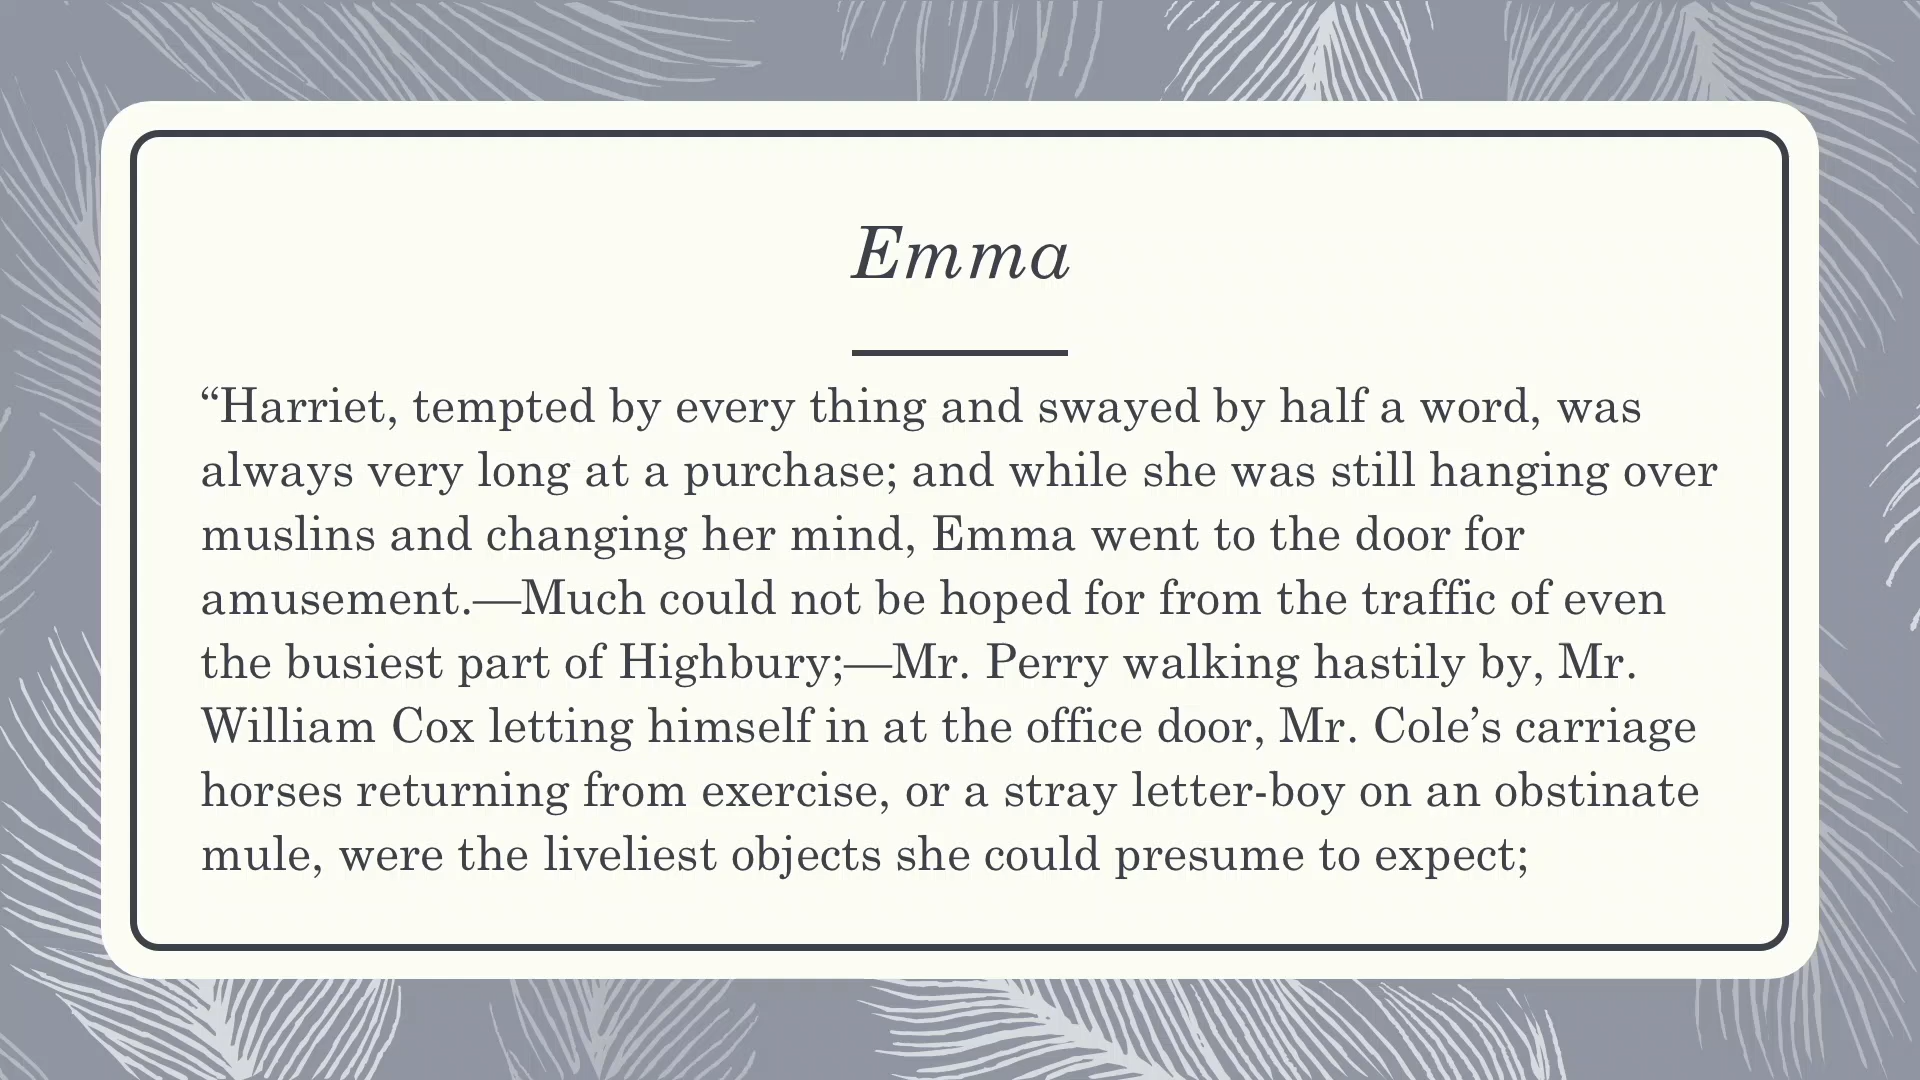 Emma
“Harriet, tempted by every thing and swayed by half a word, was
always very long at a purchase; and while she was still hanging over
muslins and changing her mind, Emma went to the door for
amusement.—Much could not be hoped for from the traffic of even
the busiest part of Highbury;—Mr. Perry walking hastily by, Mr.
William Cox letting himself in at the office door, Mr. Cole’s carriage
horses returning from exercise, or a stray letter-boy on an obstinate
mule, were the liveliest objects she could presume to expect;